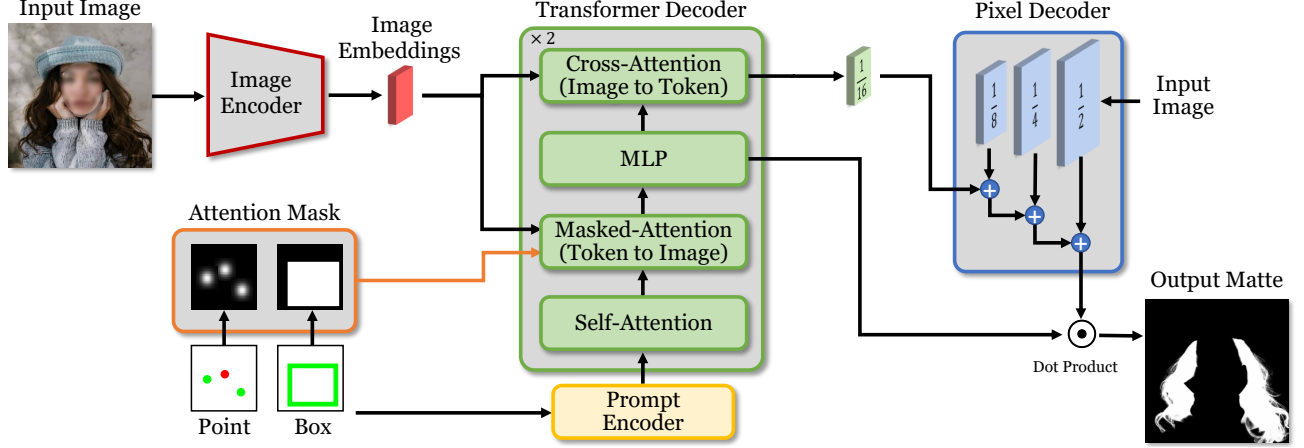 Input Image
Image
Encoder
Image
Embeddings
Transformer Decoder
× 2
Cross-Attention
(Image to Token)
MLP
Masked-Attention
(Token to Image)
Self-Attention
Prompt
Encoder
Attention Mask
Point
Box
1
16
Pixel Decoder
1
8
1
4
1
2
Input
Image
Dot Product
Output Matte